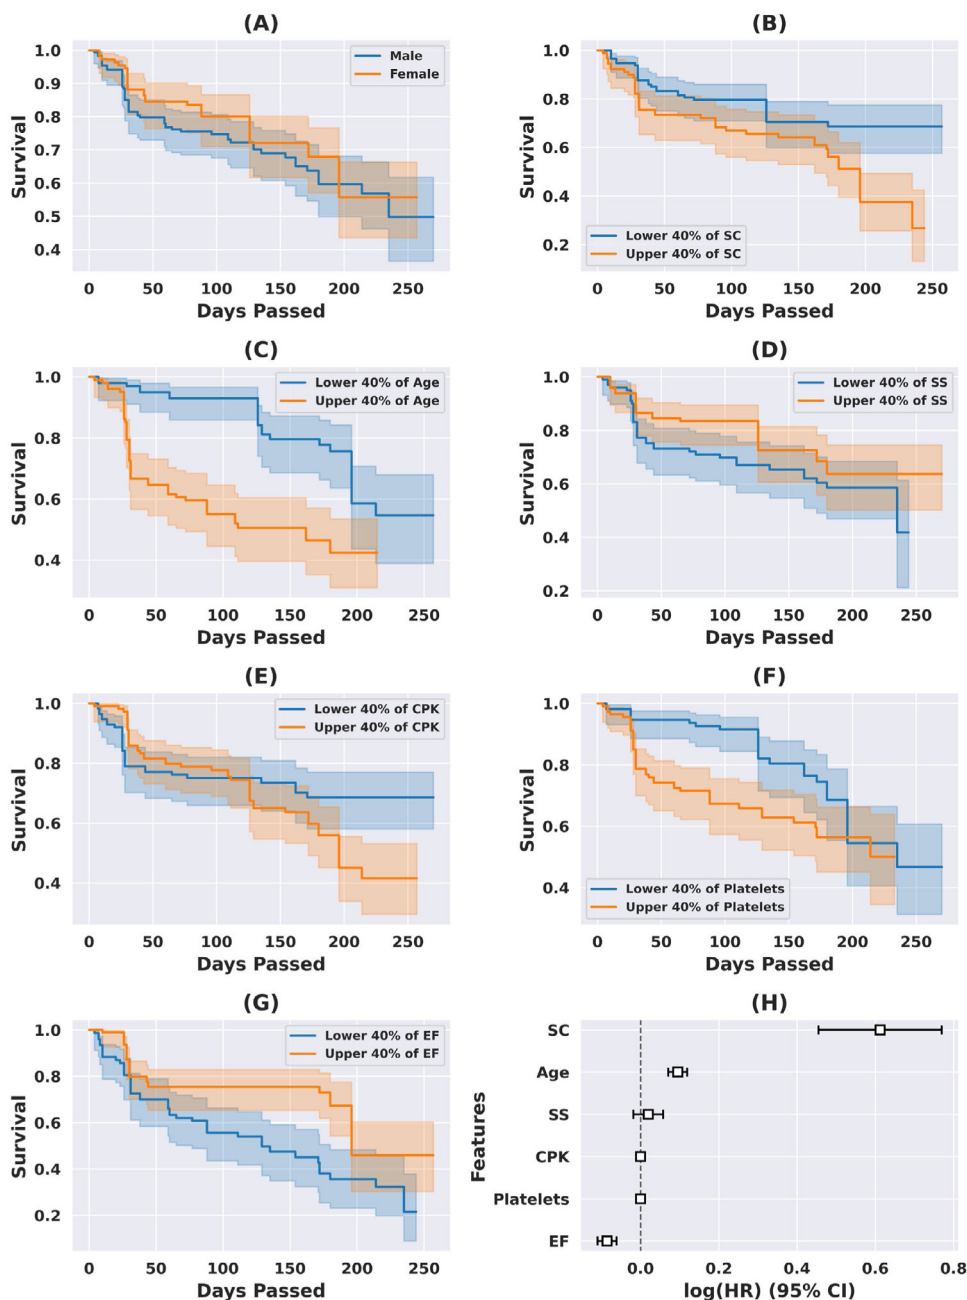 (A)
1.0
0.9
0.8
0.7
0.6
0.5
0.4
Survival
Male
Female
0 50 100 150 200 250
Days Passed
(B)
1.0
0.8
0.6
0.4
0.2
Survival
Lower 40% of SC
Upper 40% of SC
0 50 100 150 200 250
Days Passed
(C)
1.0
0.8
0.6
0.4
Survival
Lower 40% of Age
Upper 40% of Age
0 50 100 150 200 250
Days Passed
(D)
1.0
0.8
0.6
0.4
0.2
Survival
Lower 40% of SS
Upper 40% of SS
0 50 100 150 200 250
Days Passed
(E)
1.0
0.8
0.6
0.4
Survival
Lower 40% of CPK
Upper 40% of CPK
0 50 100 150 200 250
Days Passed
(F)
1.0
0.8
0.6
0.4
Survival
Lower 40% of Platelets
Upper 40% of Platelets
0 50 100 150 200 250
Days Passed
(G)
1.0
0.8
0.6
0.4
0.2
Survival
Lower 40% of EF
Upper 40% of EF
0 50 100 150 200 250
Days Passed
(H)
Features
SC
Age
SS
CPK
Platelets
EF
0.0 0.2 0.4 0.6 0.8
log(HR) (95% CI)